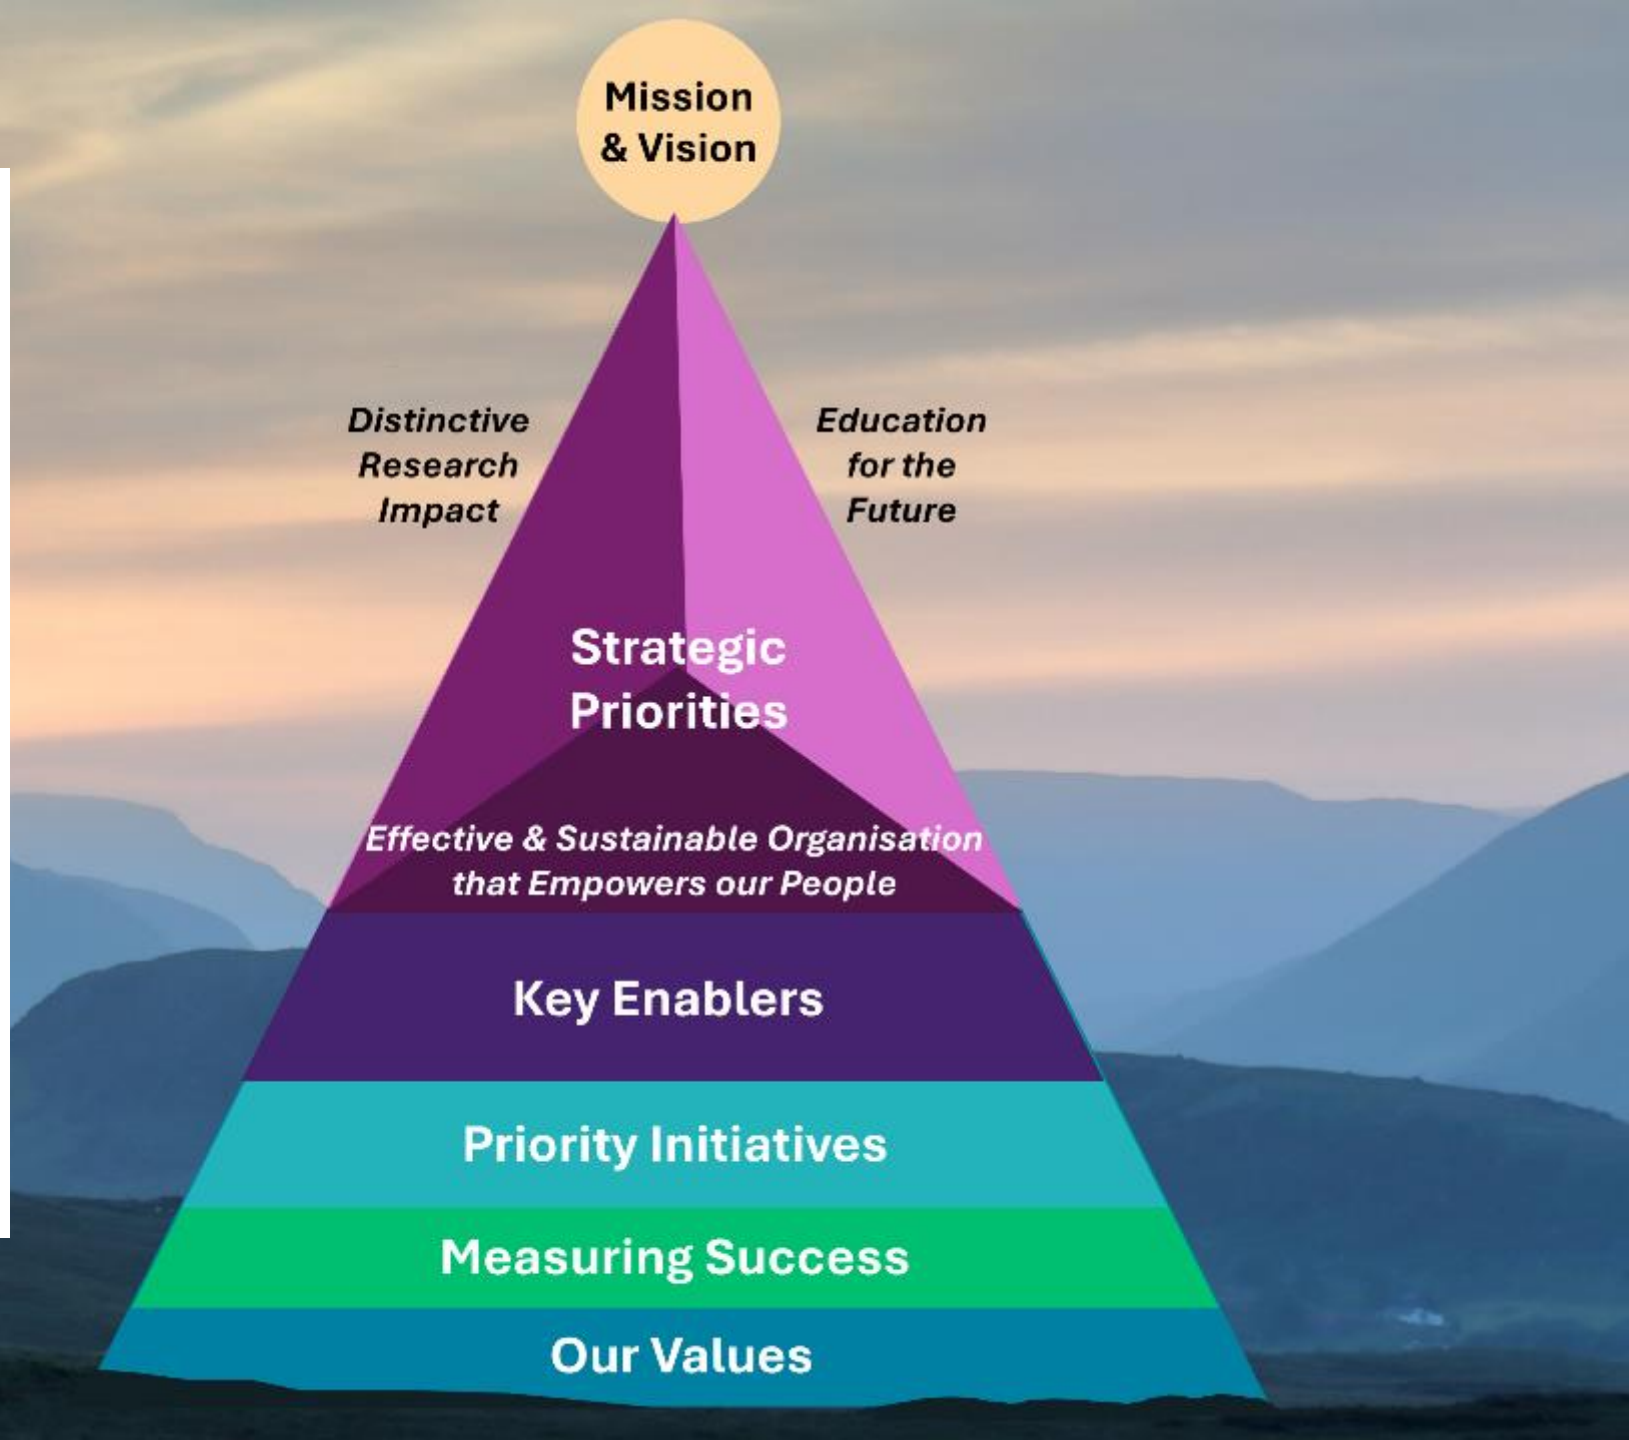 Mission
& Vision
Distinctive
Research
Impact
Education
for the
Future
Strategic
Priorities
Effective & Sustainable Organisation
that Empowers our People
Key Enablers
Priority Initiatives
Measuring Success
Our Values